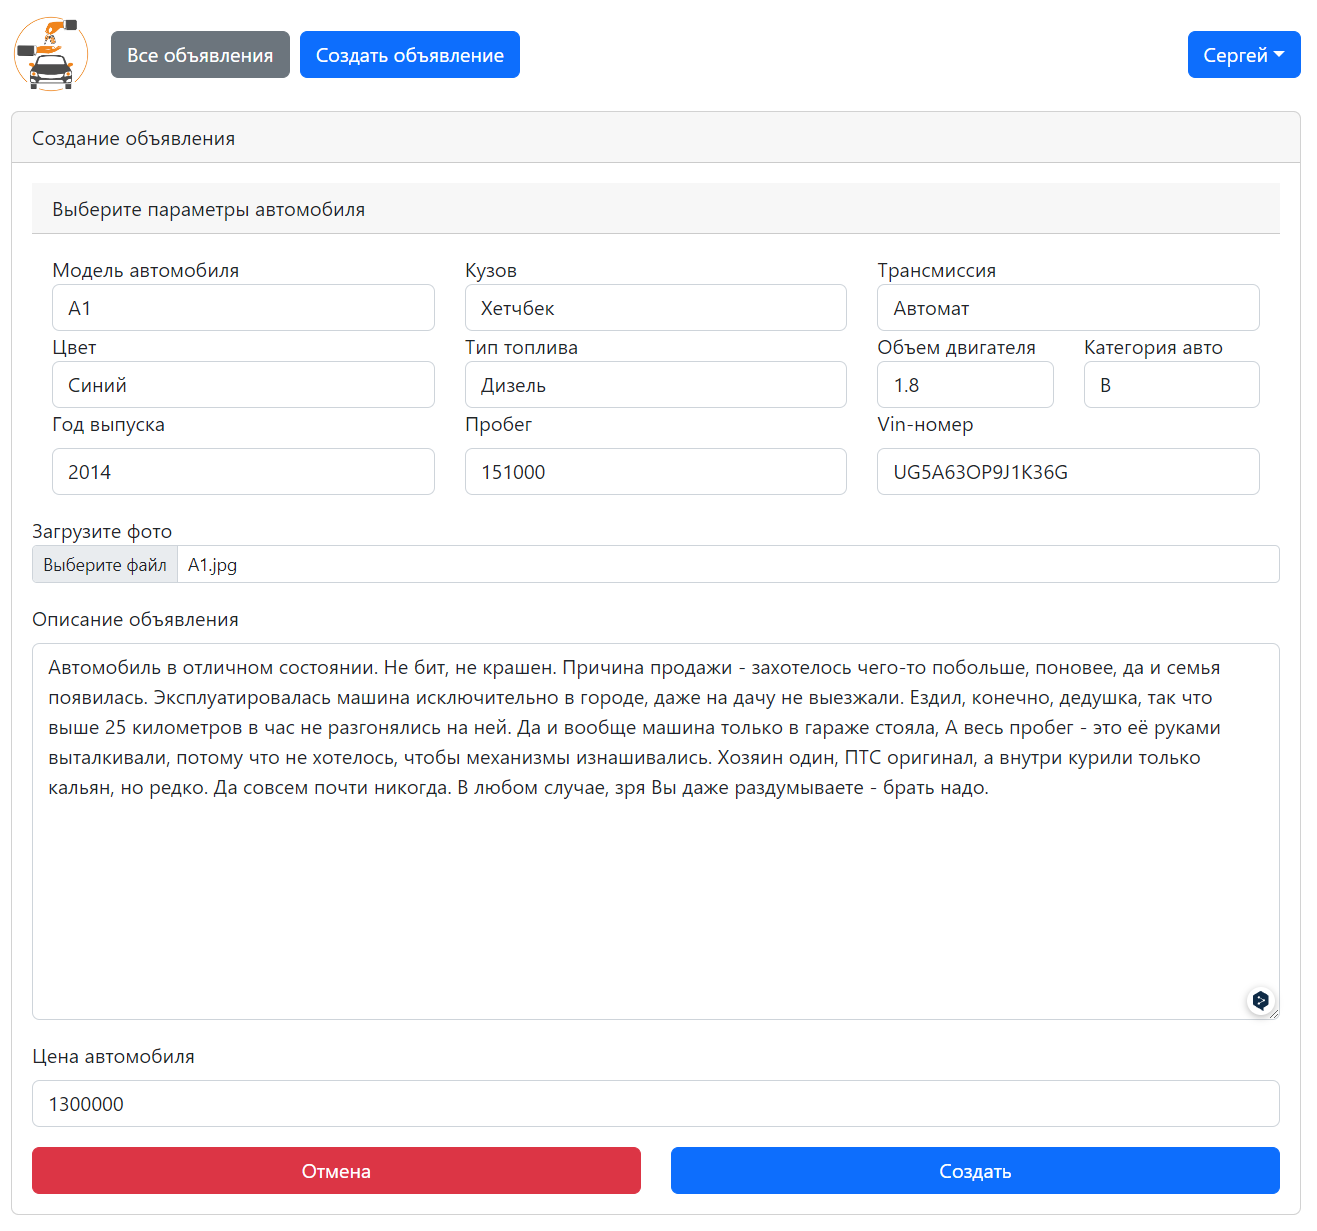 Все объявления Создать объявление Сергей
Создание объявления
Выберите параметры автомобиля
Модель автомобиля Кузов Трансмиссия
A1 Хетчбек Автомат
Цвет Тип топлива Объем двигателя Категория авто
Синий Дизель 1.8 B
Год выпуска Пробег Vin-номер
2014 151000 UG5A63OP9J1K36G
Загрузите фото
Выберите файл A1.jpg
Описание объявления
Автомобиль в отличном состоянии. Не бит, не крашен. Причина продажи - захотелось чего-то побольше, поновее, да и семья
появилась. Эксплуатировалась машина исключительно в городе, даже на дачу не выезжали. Ездил, конечно, дедушка, так что
выше 25 километров в час не разгонялись на ней. Да и вообще машина только в гараже стояла, А весь пробег - это её руками
выталкивали, потому что не хотелось, чтобы механизмы изнашивались. Хозяин один, ПТС оригинал, а внутри курили только
кальян, но редко. Да совсем почти никогда. В любом случае, зря Вы даже раздумываете - брать надо.
Цена автомобиля
1300000
Отмена Создать